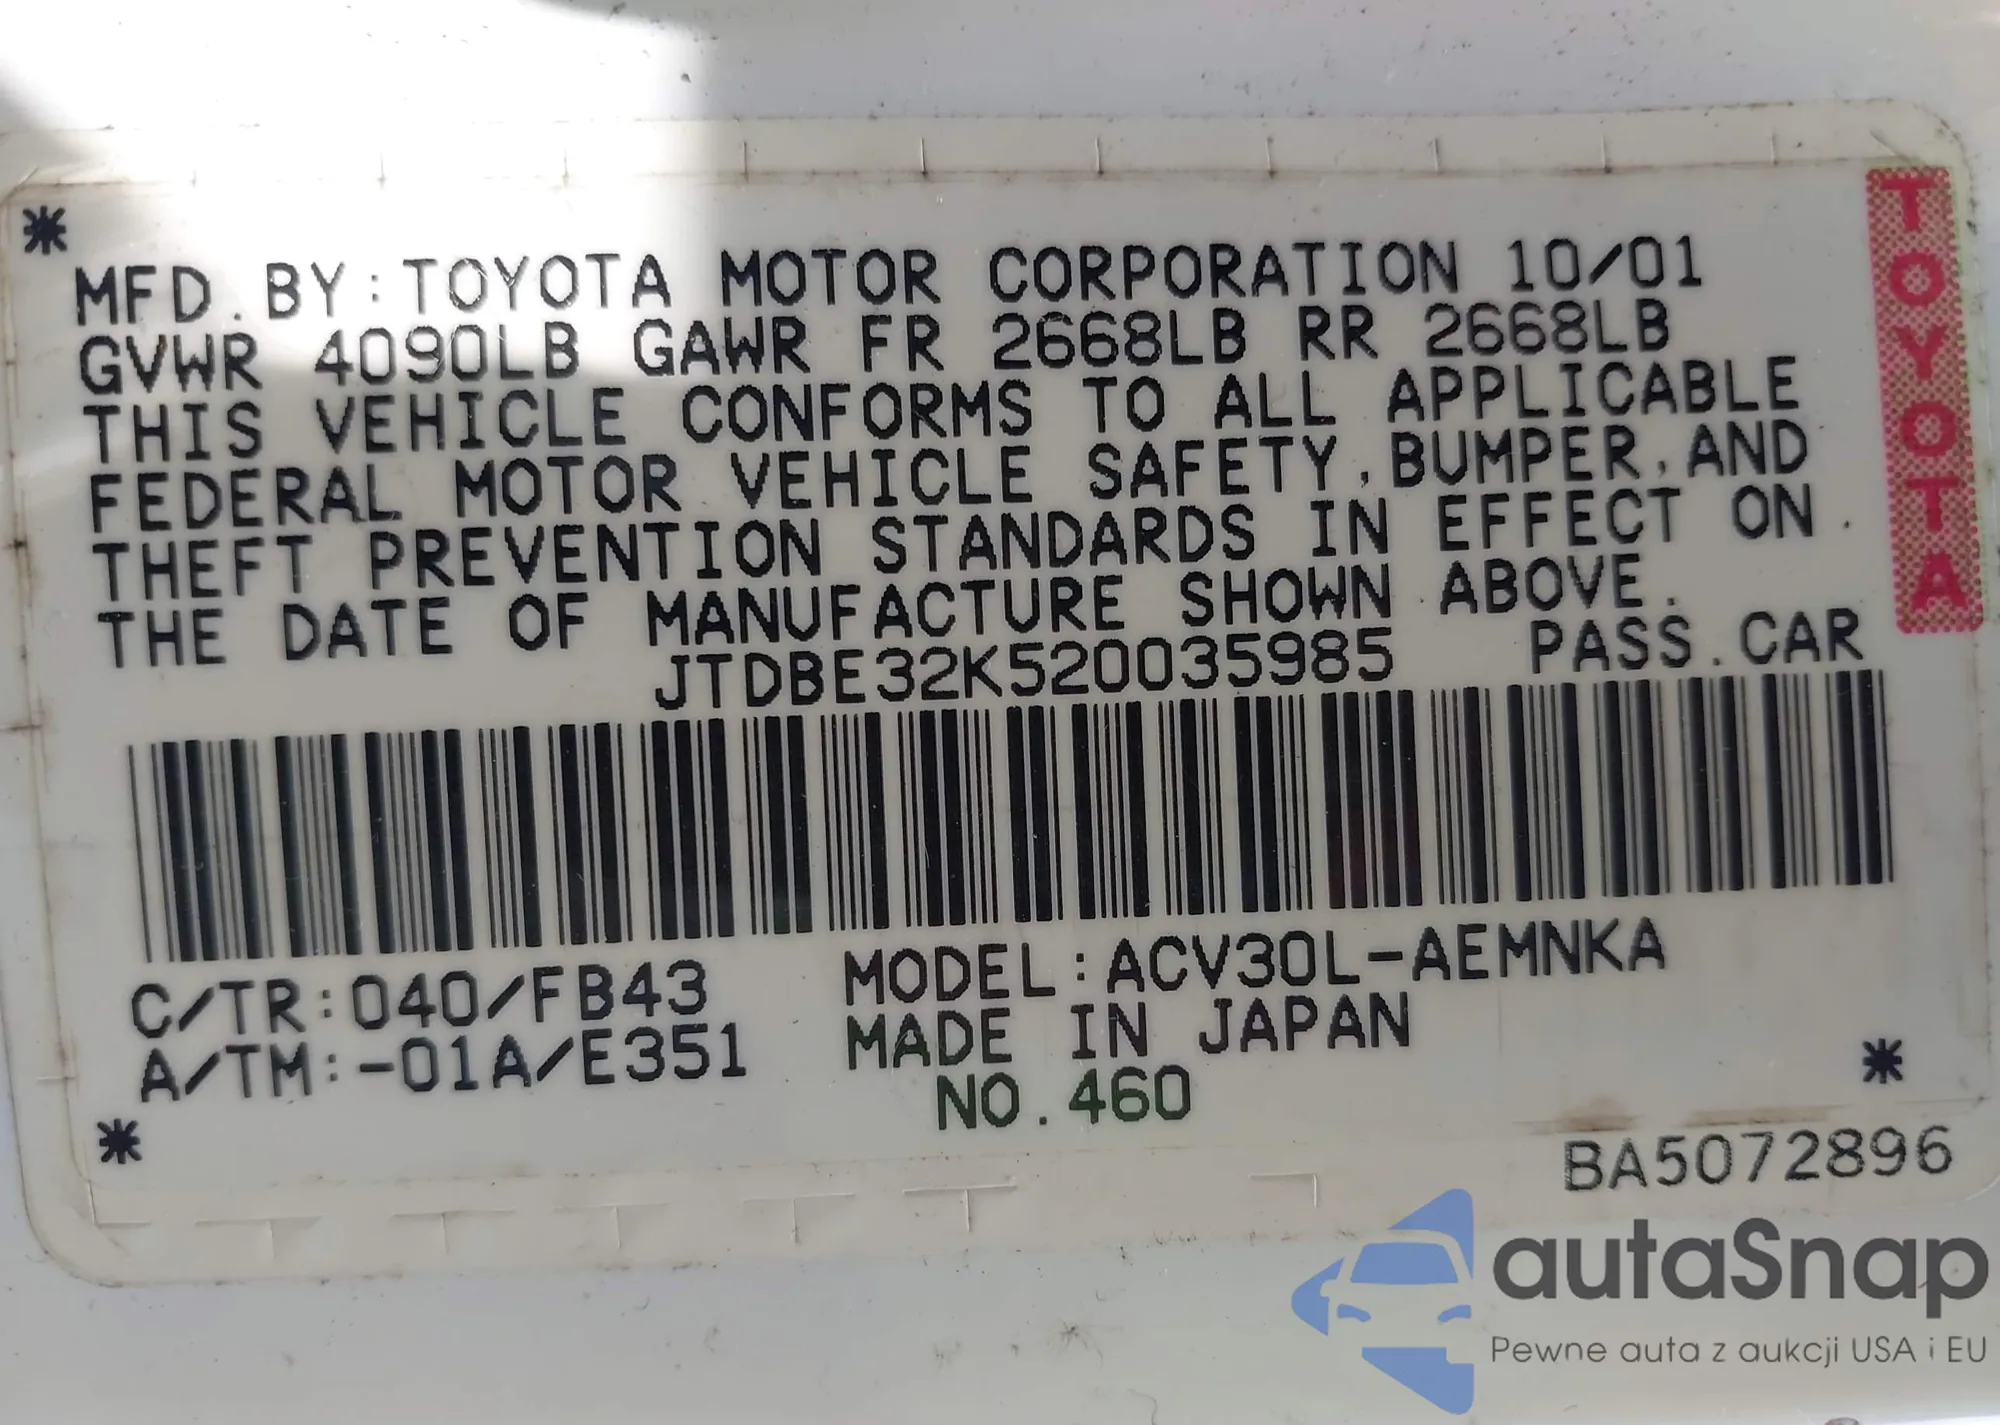 *
MFD. BY:TOYOTA MOTOR CORPORATION 10/01
GVWR 4090LB GAWR FR 2668LB RR 2668LB
THIS VEHICLE CONFORMS TO ALL APPLICABLE
FEDERAL MOTOR VEHICLE SAFETY,BUMPER,AND
THEFT PREVENTION STANDARDS IN EFFECT ON
THE DATE OF MANUFACTURE SHOWN ABOVE.
JTDBE32K520035985 PASS.CAR
TOYOTA
C/TR:040/FB43 MODEL:ACV30L-AEMNKA
A/TM:-01A/E351 MADE IN JAPAN
NO.460
* *
BA5072896
autaSnap
Pewne auta z aukcji USA i EU